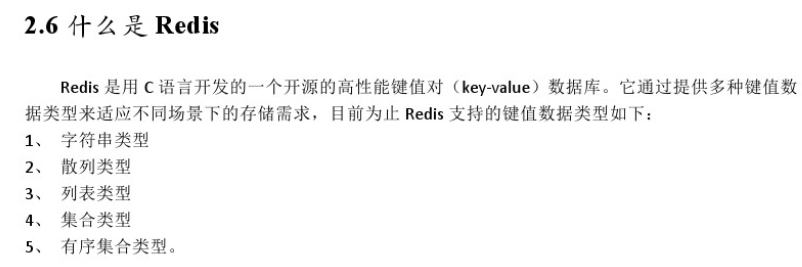 2.6 什么是 Redis
Redis 是用 C 语言开发的一个开源的高性能键值对（key-value）数据库。它通过提供多种键值数
据类型来适应不同场景下的存储需求，目前为止 Redis 支持的键值数据类型如下：
1、 字符串类型
2、 散列类型
3、 列表类型
4、 集合类型
5、 有序集合类型。